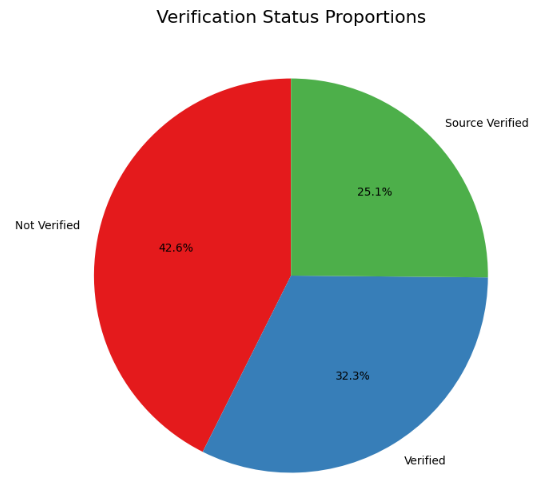 Verification Status Proportions
Source Verified
25.1%
Not Verified
42.6%
32.3%
Verified